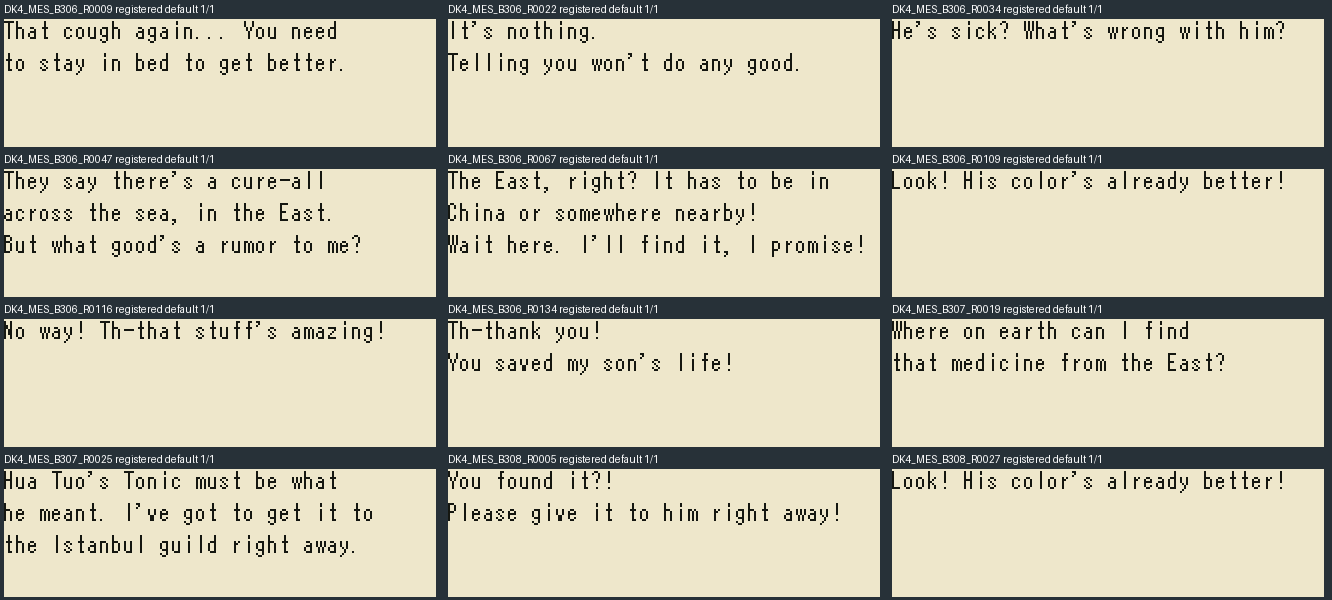 DK4_MES_B306_R0009 registered default 1/1
That cough again... You need
to stay in bed to get better.
DK4_MES_B306_R0022 registered default 1/1
It's nothing.
Telling you won't do any good.
DK4_MES_B306_R0034 registered default 1/1
He's sick? What's wrong with him?
DK4_MES_B306_R0047 registered default 1/1
They say there's a cure-all
across the sea, in the East.
But what good's a rumor to me?
DK4_MES_B306_R0067 registered default 1/1
The East, right? It has to be in
China or somewhere nearby!
Wait here. I'll find it, I promise!
DK4_MES_B306_R0109 registered default 1/1
Look! His color's already better!
DK4_MES_B306_R0116 registered default 1/1
No way! Th-that stuff's amazing!
DK4_MES_B306_R0134 registered default 1/1
Th-thank you!
You saved my son's life!
DK4_MES_B307_R0019 registered default 1/1
Where on earth can I find
that medicine from the East?
DK4_MES_B307_R0025 registered default 1/1
Hua Tuo's Tonic must be what
he meant. I've got to get it to
the Istanbul guild right away.
DK4_MES_B308_R0005 registered default 1/1
You found it?!
Please give it to him right away!
DK4_MES_B308_R0027 registered default 1/1
Look! His color's already better!